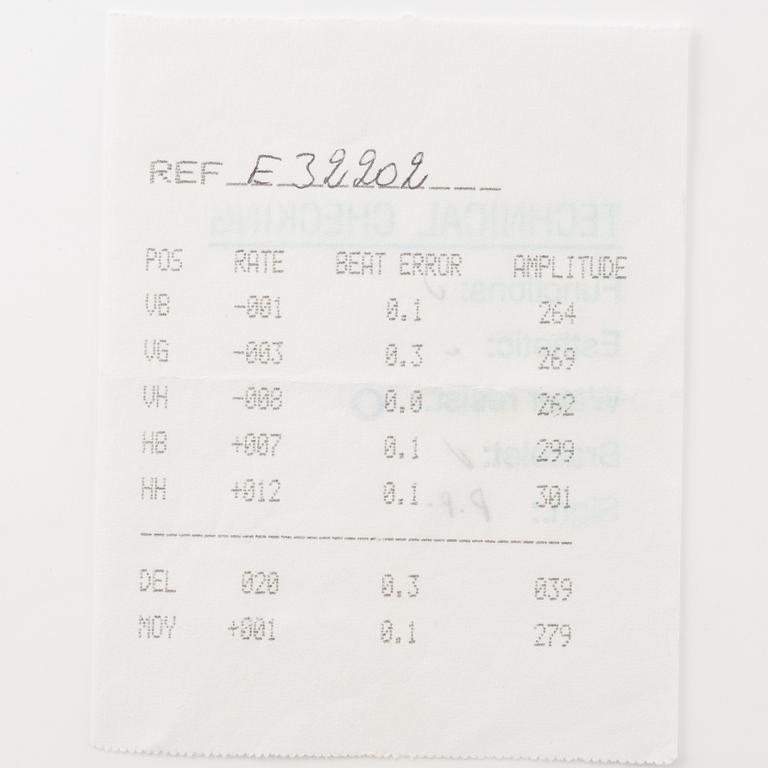 REF E 32202
POS RATE BEAT ERROR AMPLITUDE
VB -001 0.1 264
VG -003 0.3 269
VH -008 0.0 262
HB +007 0.1 299
HH +012 0.1 301
DEL 020 0.3 039
MOY +001 0.1 279
TECHNICAL CHECKING
Functions:
Esthetic:
Water resist.:
Bracelet:
Sign.: P.P.